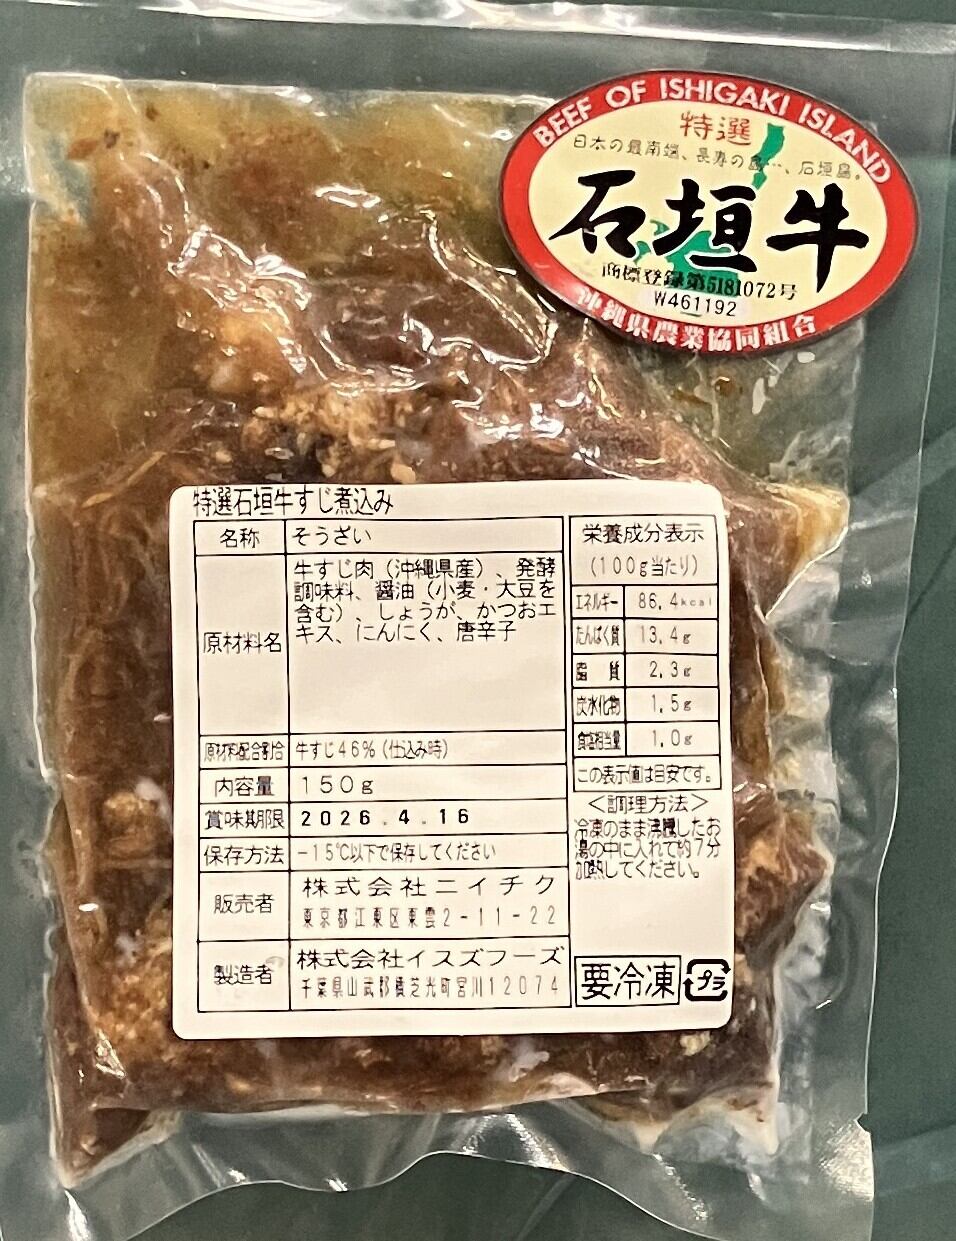 BEEF OF ISHIGAKI ISLAND
特選
日本の最南端、長寿の島…、石垣島。
石垣牛
商標登録第5181072号
W461192
沖縄県農業協同組合
特選石垣牛すじ煮込み
名称 そうざい
原材料名
牛すじ肉（沖縄県産）、発酵
調味料、醤油（小麦・大豆を
含む）、しょうが、かつおエ
キス、にんにく、唐辛子
原材料配合割合 牛すじ46％（仕込み時）
内容量 150g
賞味期限 2026.4.16
保存方法 -15℃以下で保存してください
販売者
株式会社ニイチク
東京都江東区東雲2-11-22
製造者
株式会社イスズフーズ
千葉県山武郡横芝光町宮川12074
栄養成分表示
(100g当たり)
エネルギー 86.4kcal
たんぱく質 13.4g
脂質 2.3g
炭水化物 1.5g
食塩相当量 1.0g
この表示値は目安です。
＜調理方法＞
冷凍のまま沸騰したお
湯の中に入れて約7分
加熱してください。
要冷凍
プラ